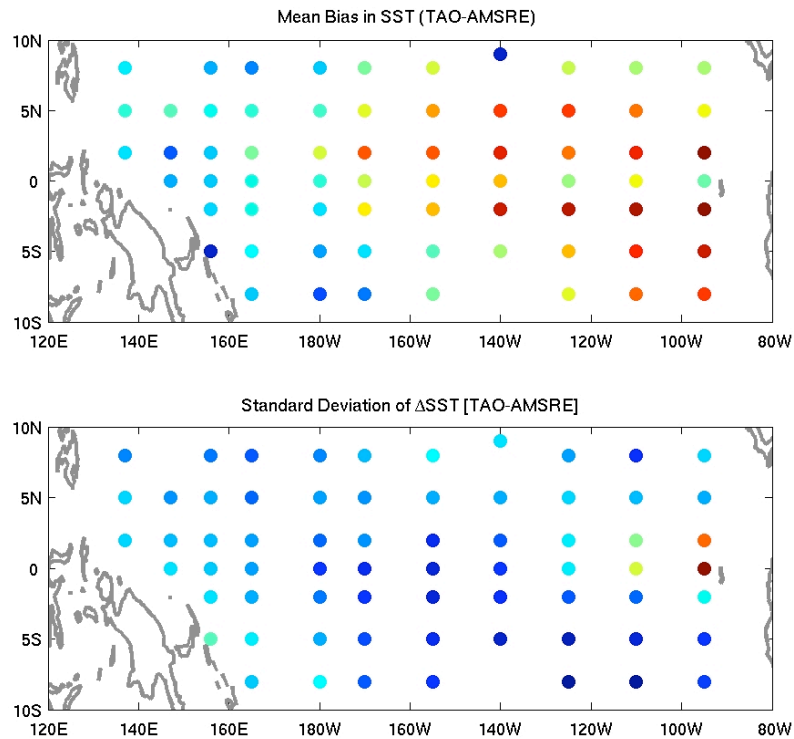 Mean Bias in SST (TAO-AMSRE)
10N
5N
0
5S
10S
120E 140E 160E 180W 160W 140W 120W 100W 80W
Standard Deviation of ΔSST [TAO-AMSRE]
10N
5N
0
5S
10S
120E 140E 160E 180W 160W 140W 120W 100W 80W